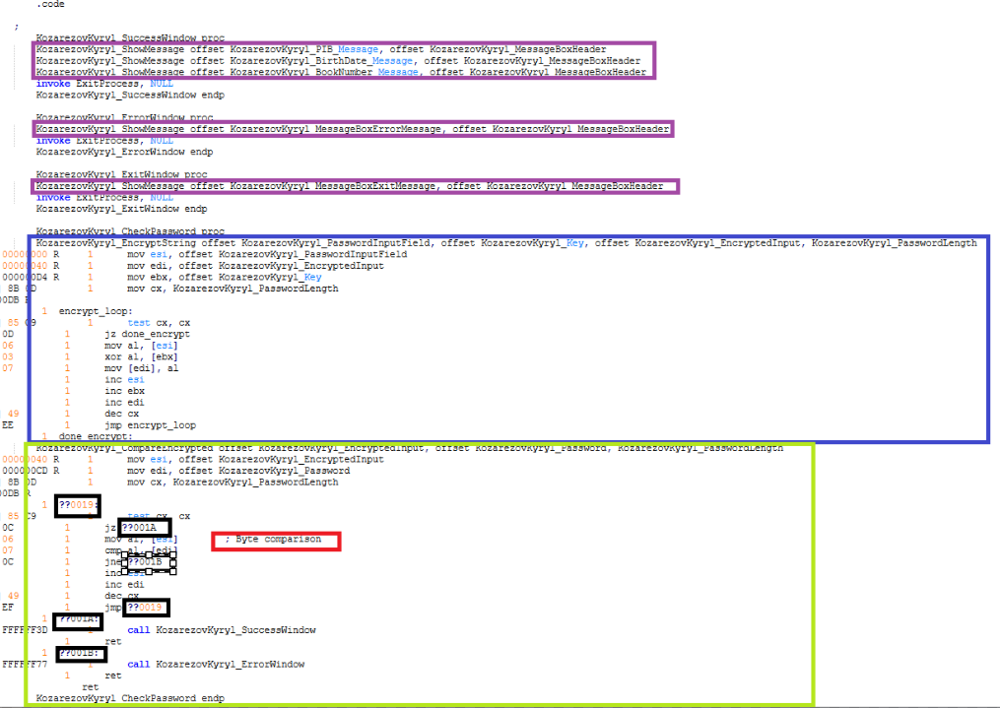 .code
;
KozarezovKyryl_SuccessWindow proc
KozarezovKyryl_ShowMessage offset KozarezovKyryl_PIB_Message, offset KozarezovKyryl_MessageBoxHeader
KozarezovKyryl_ShowMessage offset KozarezovKyryl_BirthDate_Message, offset KozarezovKyryl_MessageBoxHeader
KozarezovKyryl_ShowMessage offset KozarezovKyryl_BookNumber_Message, offset KozarezovKyryl_MessageBoxHeader
invoke ExitProcess, NULL
KozarezovKyryl_SuccessWindow endp
KozarezovKyryl_ErrorWindow proc
KozarezovKyryl_ShowMessage offset KozarezovKyryl_MessageBoxErrorMessage, offset KozarezovKyryl_MessageBoxHeader
invoke ExitProcess, NULL
KozarezovKyryl_ErrorWindow endp
KozarezovKyryl_ExitWindow proc
KozarezovKyryl_ShowMessage offset KozarezovKyryl_MessageBoxExitMessage, offset KozarezovKyryl_MessageBoxHeader
invoke ExitProcess, NULL
KozarezovKyryl_ExitWindow endp
KozarezovKyryl_CheckPassword proc
KozarezovKyryl_EncryptString offset KozarezovKyryl_PasswordInputField, offset KozarezovKyryl_Key, offset KozarezovKyryl_EncryptedInput, KozarezovKyryl_PasswordLength
00000000 R 1 mov esi, offset KozarezovKyryl_PasswordInputField
00000040 R 1 mov edi, offset KozarezovKyryl_EncryptedInput
000000D4 R 1 mov ebx, offset KozarezovKyryl_Key
8B 0D 1 mov cx, KozarezovKyryl_PasswordLength
00DB R
1 encrypt_loop:
85 C9 1 test cx, cx
0D 1 jz done_encrypt
06 1 mov al, [esi]
03 1 xor al, [ebx]
07 1 mov [edi], al
1 inc esi
1 inc ebx
1 inc edi
49 1 dec cx
EE 1 jmp encrypt_loop
1 done_encrypt:
KozarezovKyryl_CompareEncrypted offset KozarezovKyryl_EncryptedInput, offset KozarezovKyryl_Password, KozarezovKyryl_PasswordLength
00000040 R 1 mov esi, offset KozarezovKyryl_EncryptedInput
000000CD R 1 mov edi, offset KozarezovKyryl_Password
8B 0D 1 mov cx, KozarezovKyryl_PasswordLength
00DB R
1 ??0019:
85 C9 1 test cx, cx
0C 1 jz ??001A
06 1 mov al, [esi] ; Byte comparison
07 1 cmp al, [edi]
0C 1 jne ??001B
1 inc esi
1 inc edi
49 1 dec cx
EF 1 jmp ??0019
1 ??001A:
FFFFFF3D 1 call KozarezovKyryl_SuccessWindow
1 ret
1 ??001B:
FFFFFF77 1 call KozarezovKyryl_ErrorWindow
1 ret
ret
KozarezovKyryl_CheckPassword endp